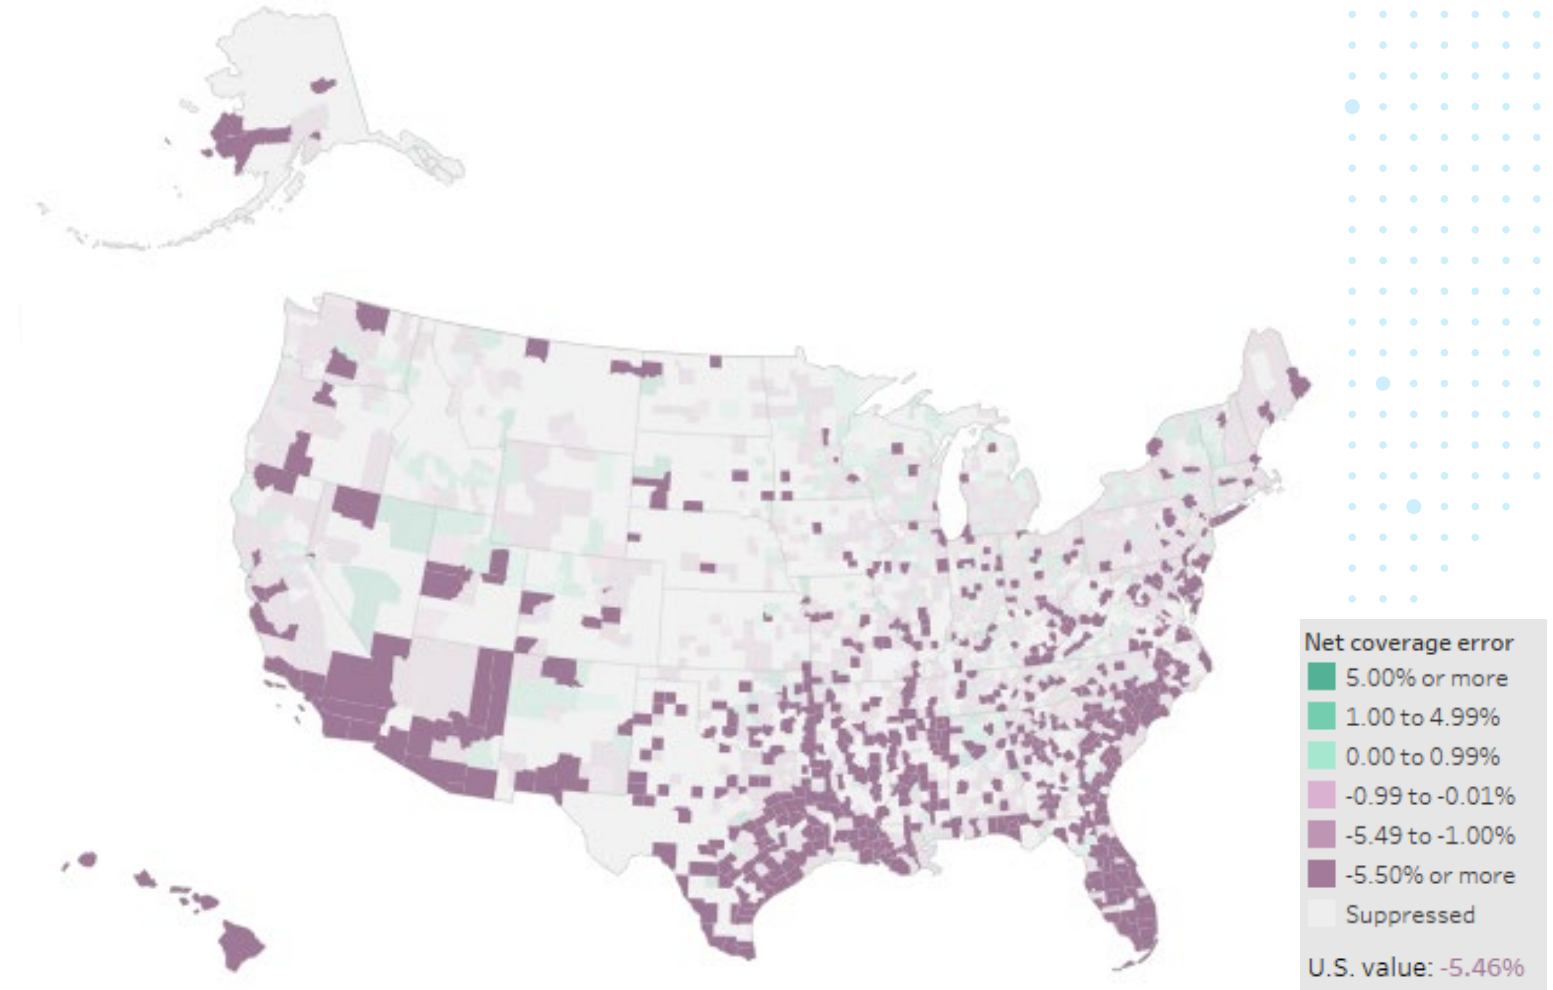 Net coverage error
5.00% or more
1.00 to 4.99%
0.00 to 0.99%
-0.99 to -0.01%
-5.49 to -1.00%
-5.50% or more
Suppressed
U.S. value: -5.46%